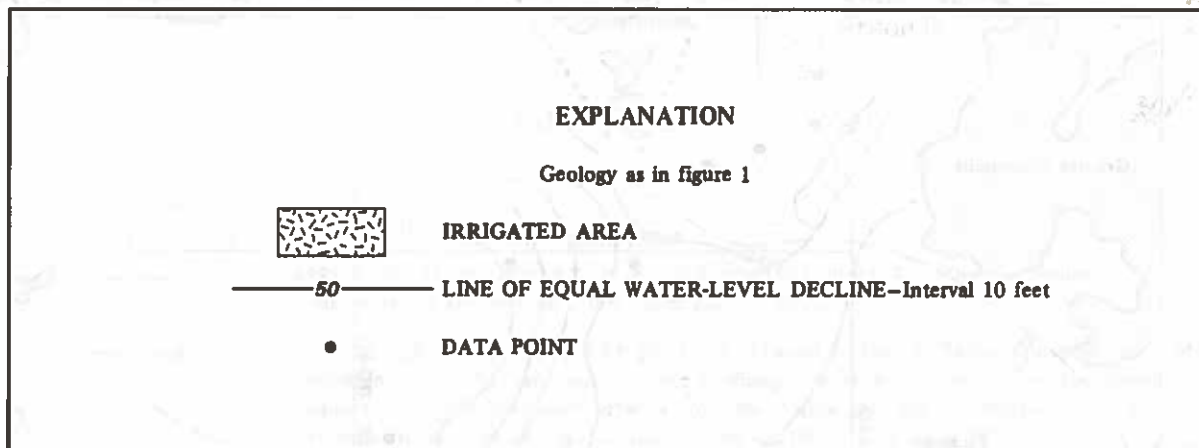 EXPLANATION
Geology as in figure 1
IRRIGATED AREA
50 LINE OF EQUAL WATER-LEVEL DECLINE—Interval 10 feet
DATA POINT